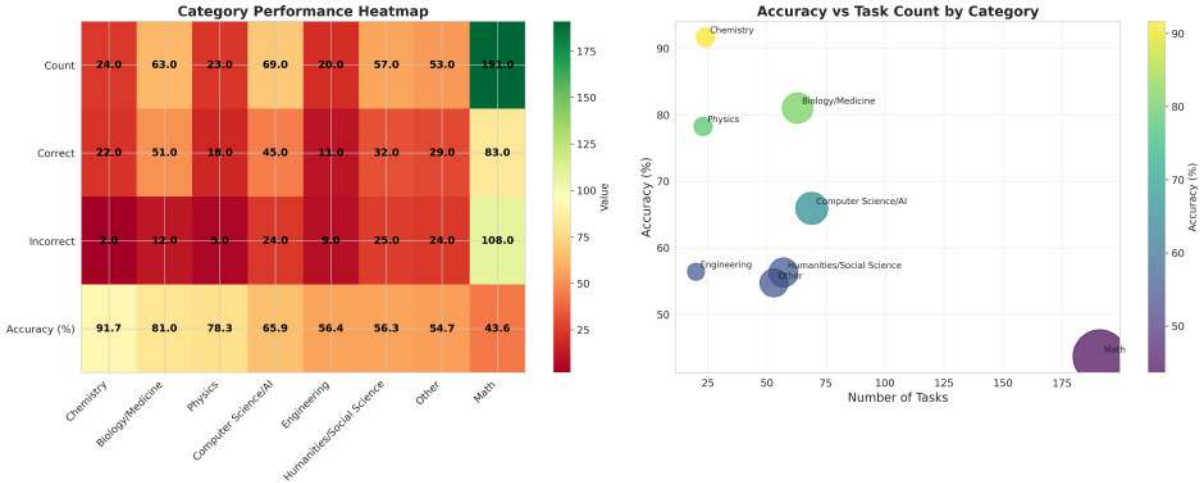 Category Performance Heatmap
Count
24.0 63.0 23.0 69.0 20.0 57.0 53.0 191.0
Correct
22.0 51.0 18.0 45.0 11.0 32.0 29.0 83.0
Incorrect
2.0 12.0 5.0 24.0 9.0 25.0 24.0 108.0
Accuracy (%)
91.7 81.0 78.3 65.9 56.4 56.3 54.7 43.6
Chemistry
Biology/Medicine
Physics
Computer Science/AI
Engineering
Humanities/Social Science
Other
Math
175
150
125
100
75
50
25
Value
Accuracy vs Task Count by Category
Accuracy (%)
90
80
70
60
50
Chemistry
Biology/Medicine
Physics
Computer Science/AI
Engineering
Humanities/Social Science
Other
Math
25 50 75 100 125 150 175
Number of Tasks
90
80
70
60
50
Accuracy (%)